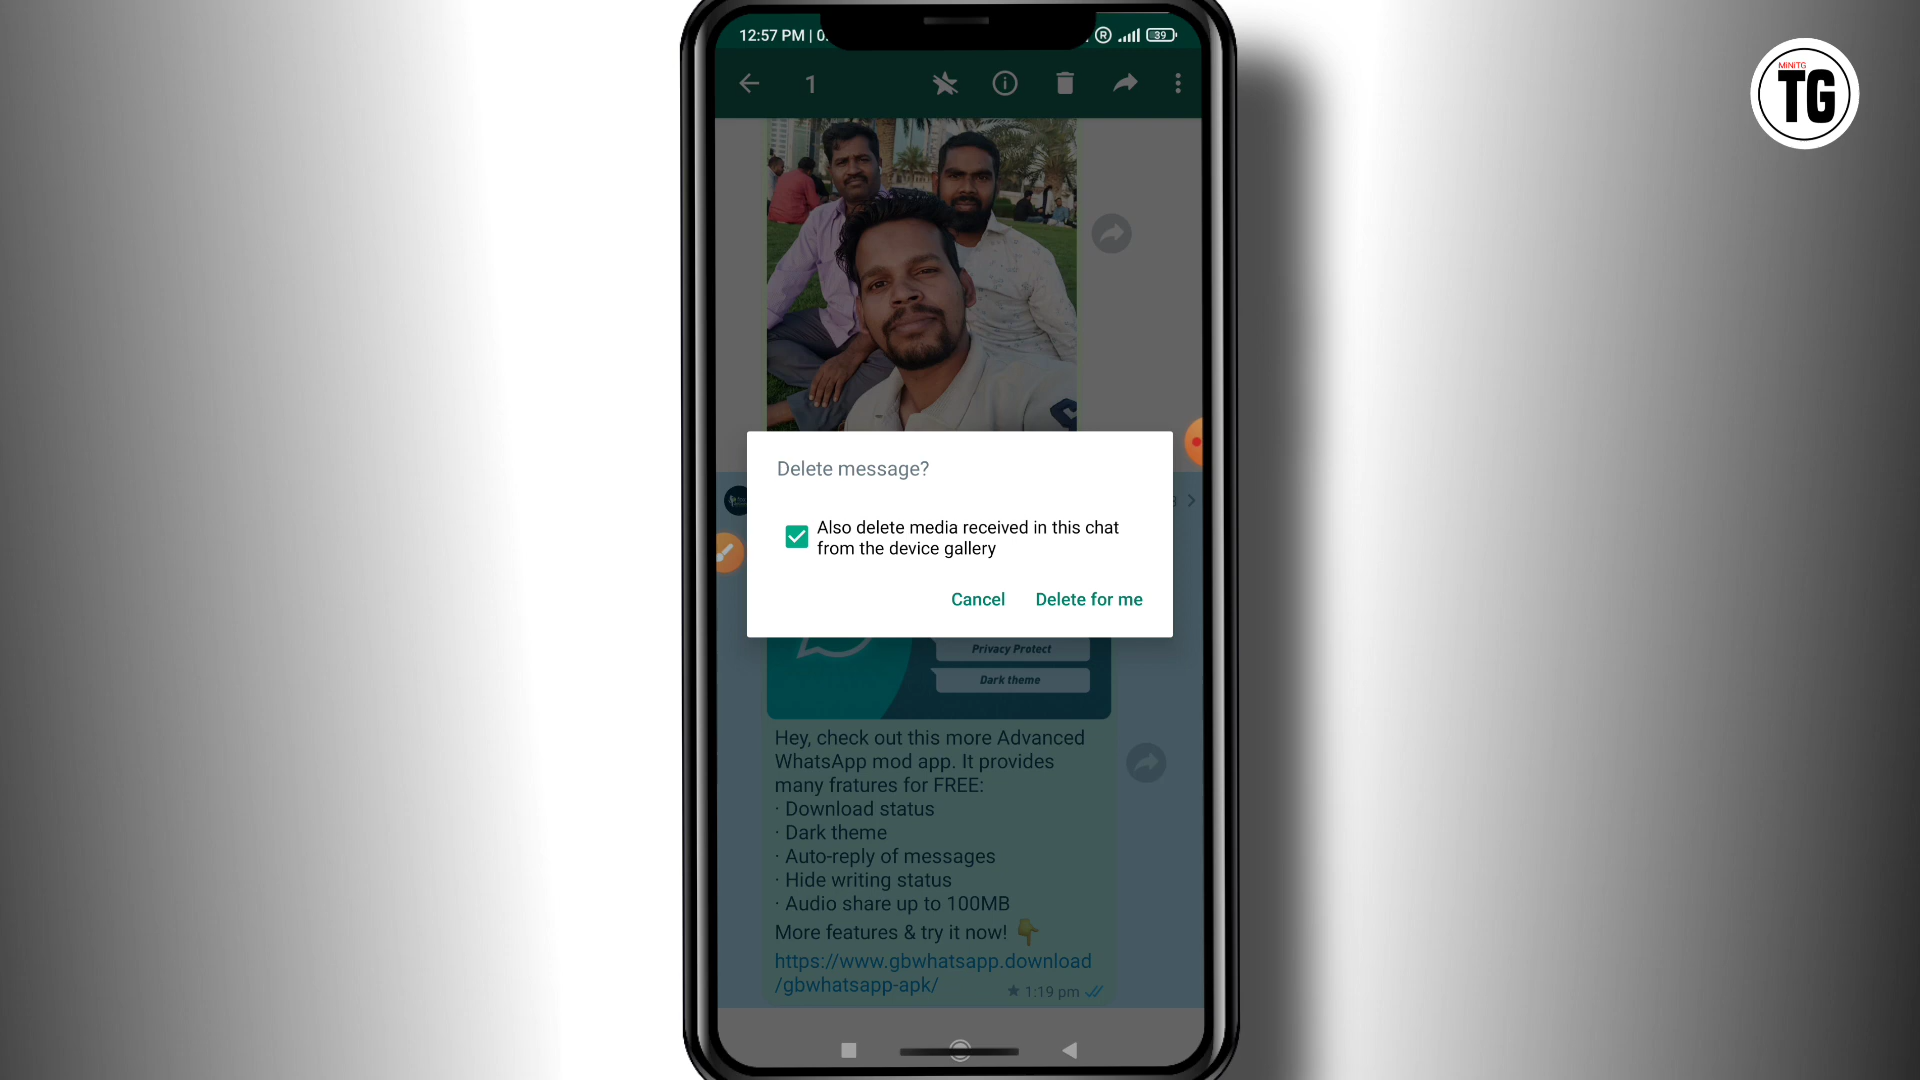 MiNiTG
TG
12:57 PM | 0.
R
39
1
Delete message?
Also delete media received in this chat
from the device gallery
Cancel
Delete for me
Privacy Protect
Dark theme
Hey, check out this more Advanced
WhatsApp mod app. It provides
many fratures for FREE:
· Download status
· Dark theme
· Auto-reply of messages
· Hide writing status
· Audio share up to 100MB
More features & try it now! 👇
https://www.gbwhatsapp.download
/gbwhatsapp-apk/
★ 1:19 pm